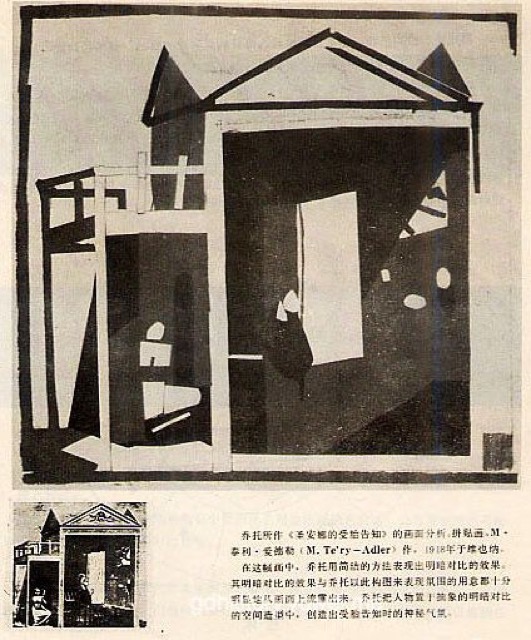 乔托所作《圣安娜的受胎告知》的画面分析。拼贴画。M·
泰利·爱德勒(M. Te'ry—Adler)作，1918年于维也纳。
在这幅画中，乔托用简洁的方法表现出明暗对比的效果。
其明暗对比的效果与乔托以此构图来表现氛围的用意都十分
明显地从画面上流露出来。乔托把人物置于抽象的明暗对比
的空间造型中，创造出受胎告知时的神秘气氛。